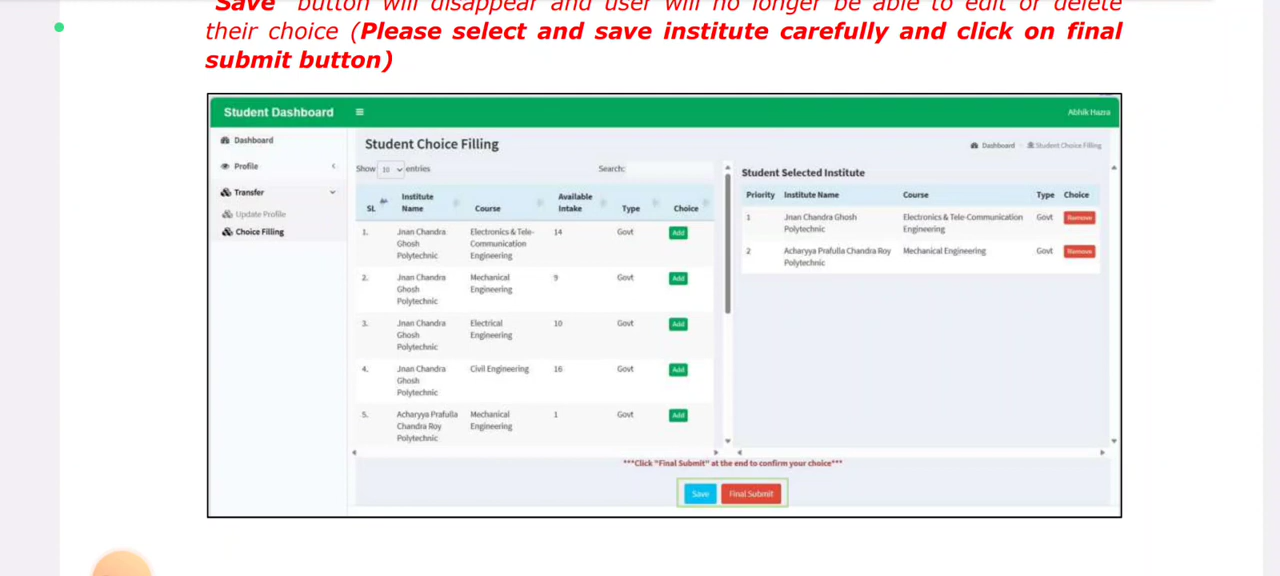 "Save" button will disappear and user will no longer be able to edit or delete
their choice (Please select and save institute carefully and click on final
submit button)
Student Dashboard
Abhik Hazra
Dashboard
Profile
Transfer
Update Profile
Choice Filling
Student Choice Filling
Dashboard
Student Choice Filling
Show 10 entries
Search:
SL Institute Name Course Available Intake Type Choice
1. Jnan Chandra Ghosh Polytechnic Electronics & Tele-Communication Engineering 14 Govt Add
2. Jnan Chandra Ghosh Polytechnic Mechanical Engineering 9 Govt Add
3. Jnan Chandra Ghosh Polytechnic Electrical Engineering 10 Govt Add
4. Jnan Chandra Ghosh Polytechnic Civil Engineering 16 Govt Add
5. Acharyya Prafulla Chandra Roy Polytechnic Mechanical Engineering 1 Govt Add
Student Selected Institute
Priority Institute Name Course Type Choice
1 Jnan Chandra Ghosh Polytechnic Electronics & Tele-Communication Engineering Govt Remove
2 Acharyya Prafulla Chandra Roy Polytechnic Mechanical Engineering Govt Remove
***Click "Final Submit" at the end to confirm your choice***
Save
Final Submit